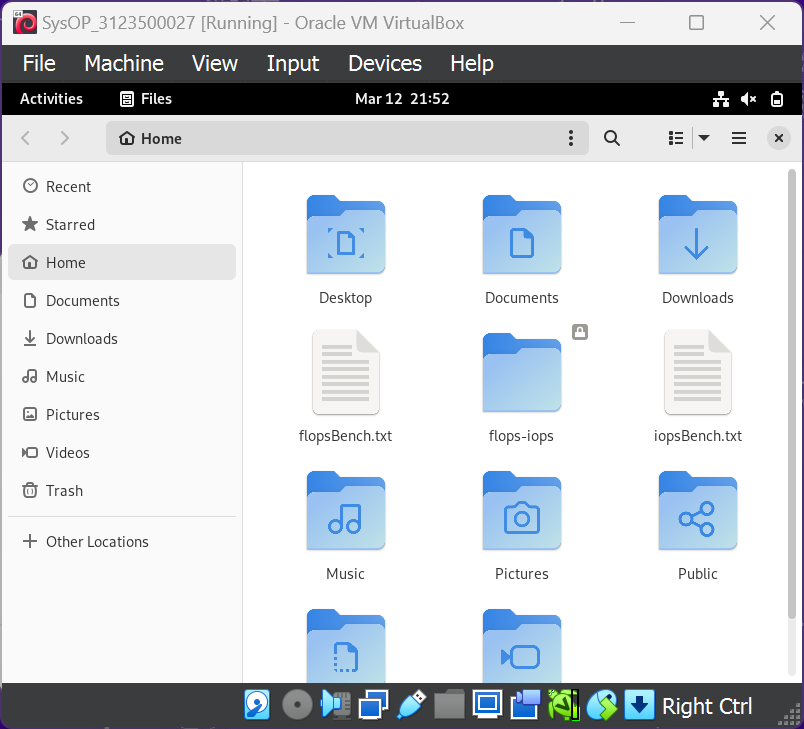 SysOP_3123500027 [Running] - Oracle VM VirtualBox
File Machine View Input Devices Help
Activities Files Mar 12 21:52
Home
Recent
Starred
Home
Documents
Downloads
Music
Pictures
Videos
Trash
Other Locations
Desktop Documents Downloads
flopsBench.txt flops-iops iopsBench.txt
Music Pictures Public
Right Ctrl